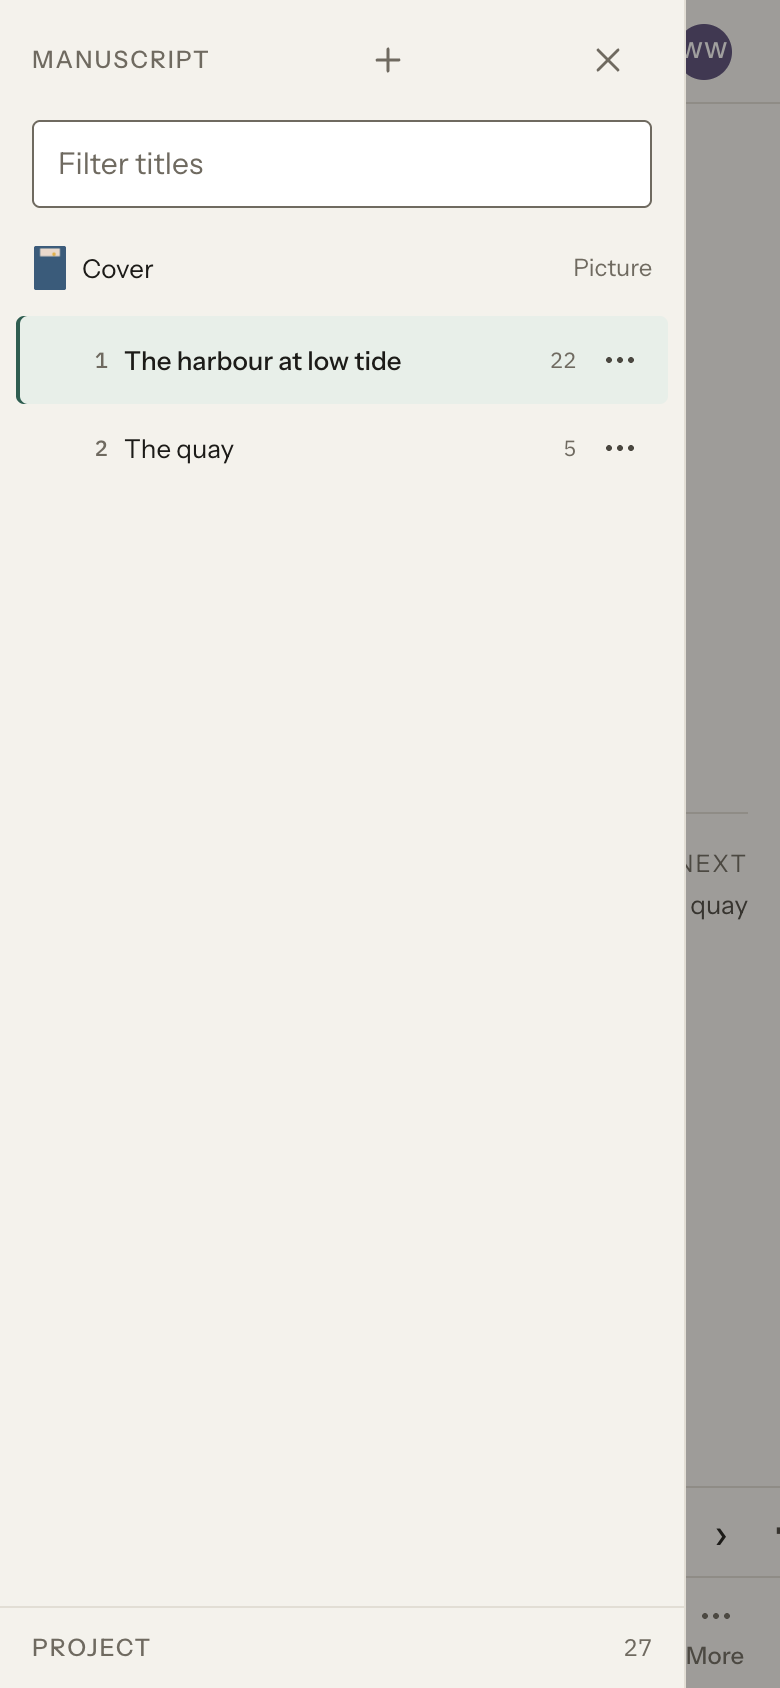 MANUSCRIPT
WW
Filter titles
Cover Picture
1 The harbour at low tide 22
2 The quay 5
NEXT
quay
PROJECT 27
More